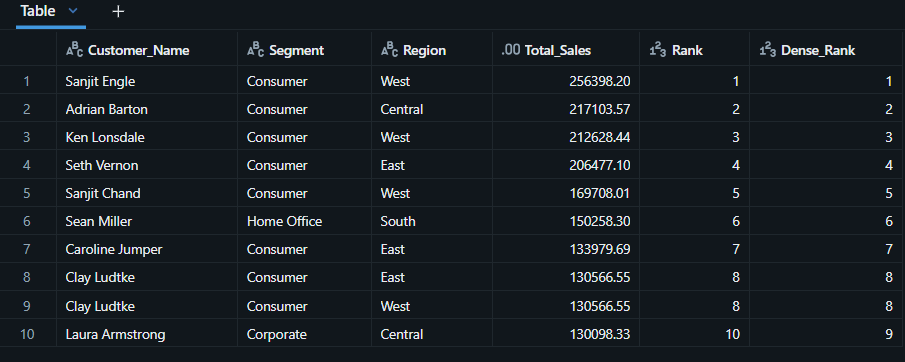 Table +
Customer_Name Segment Region .00 Total_Sales 123 Rank 123 Dense_Rank
1 Sanjit Engle Consumer West 256398.20 1 1
2 Adrian Barton Consumer Central 217103.57 2 2
3 Ken Lonsdale Consumer West 212628.44 3 3
4 Seth Vernon Consumer East 206477.10 4 4
5 Sanjit Chand Consumer West 169708.01 5 5
6 Sean Miller Home Office South 150258.30 6 6
7 Caroline Jumper Consumer East 133979.69 7 7
8 Clay Ludtke Consumer East 130566.55 8 8
9 Clay Ludtke Consumer West 130566.55 8 8
10 Laura Armstrong Corporate Central 130098.33 10 9